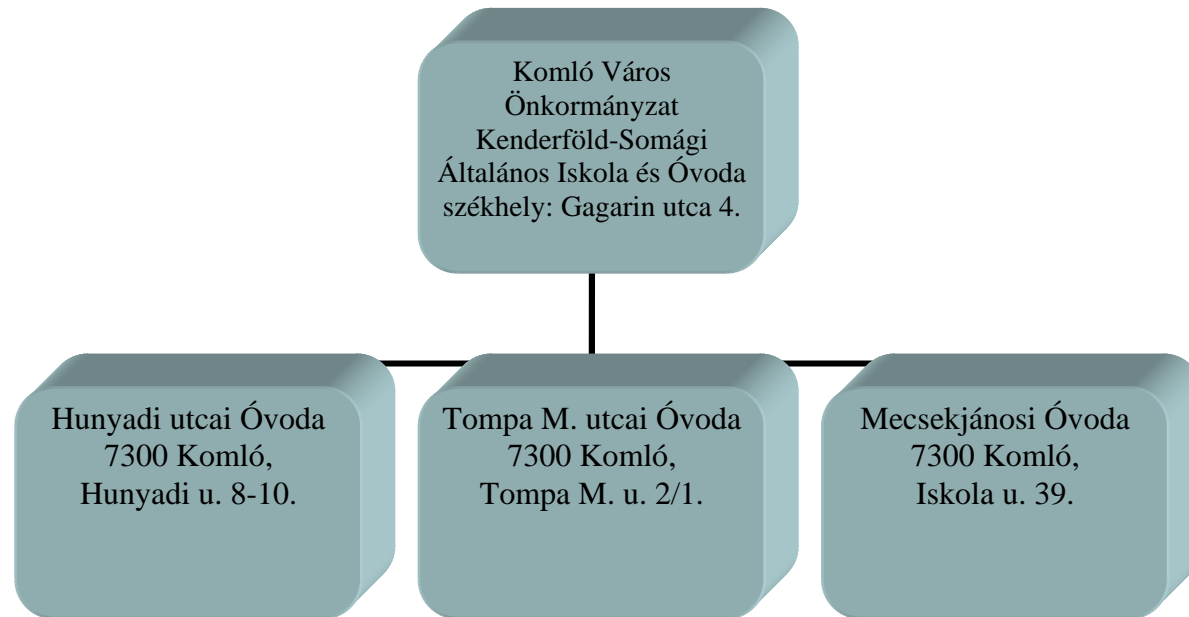 Komló Város
Önkormányzat
Kenderföld-Somági
Általános Iskola és Óvoda
székhely: Gagarin utca 4.
Hunyadi utcai Óvoda
7300 Komló,
Hunyadi u. 8-10.
Tompa M. utcai Óvoda
7300 Komló,
Tompa M. u. 2/1.
Mecsekjánosi Óvoda
7300 Komló,
Iskola u. 39.